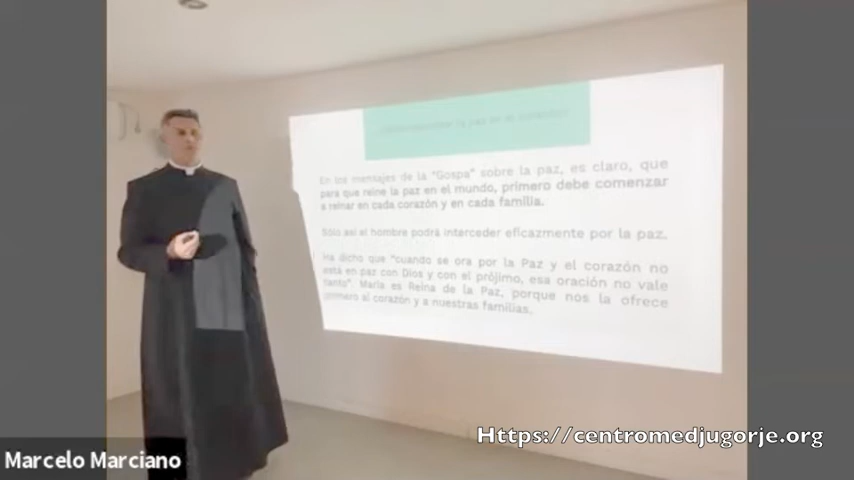 En los mensajes de la "Gospa" sobre la paz, es claro, que
para que reine la paz en el mundo, primero debe comenzar
a reinar en cada corazón y en cada familia.
Sólo así el hombre podrá interceder eficazmente por la paz.
Ha dicho que "cuando se ora por la Paz y el corazón no
está en paz con Dios y con el prójimo, esa oración no vale
tanto". María es Reina de la Paz, porque nos la ofrece
primero al corazón y a nuestras familias.
Https://centromedjugorje.org
Marcelo Marciano